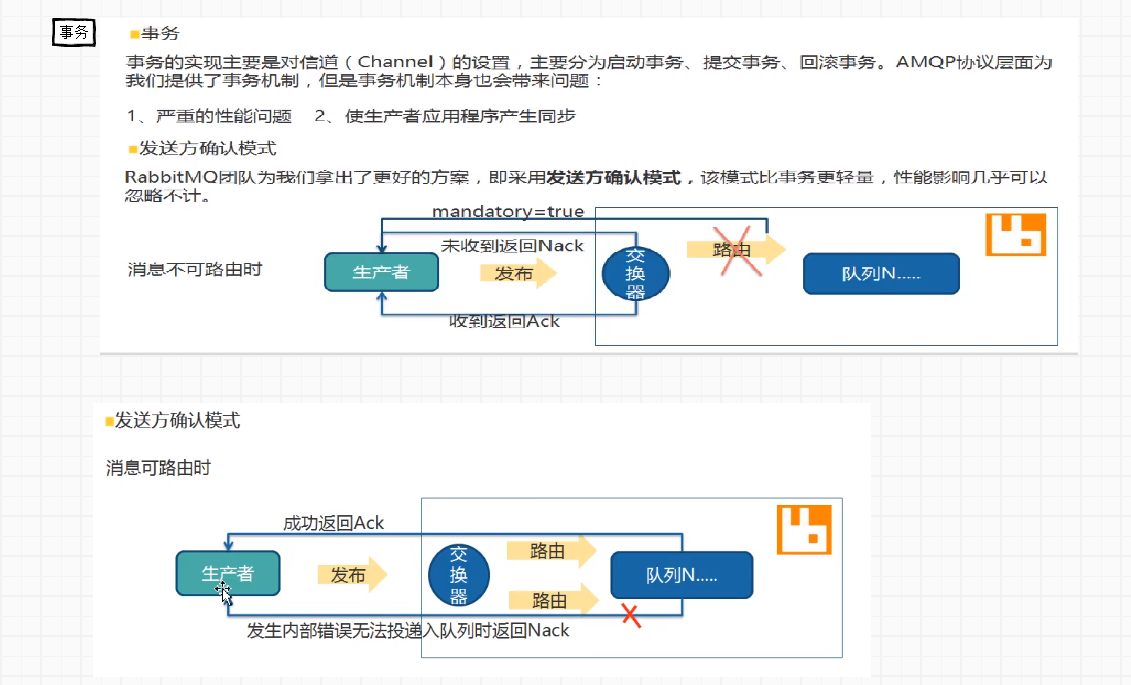 事务
■事务
事务的实现主要是对信道（Channel）的设置，主要分为启动事务、提交事务、回滚事务。AMQP协议层面为
我们提供了事务机制，但是事务机制本身也会带来问题：
1、严重的性能问题 2、使生产者应用程序产生同步
■发送方确认模式
RabbitMQ团队为我们拿出了更好的方案，即采用发送方确认模式，该模式比事务更轻量，性能影响几乎可以
忽略不计。
mandatory=true
未收到返回Nack
路由
消息不可路由时
生产者
发布
交换器
队列N.....
收到返回Ack
■发送方确认模式
消息可路由时
成功返回Ack
生产者
发布
交换器
路由
路由
队列N.....
发生内部错误无法投递入队列时返回Nack